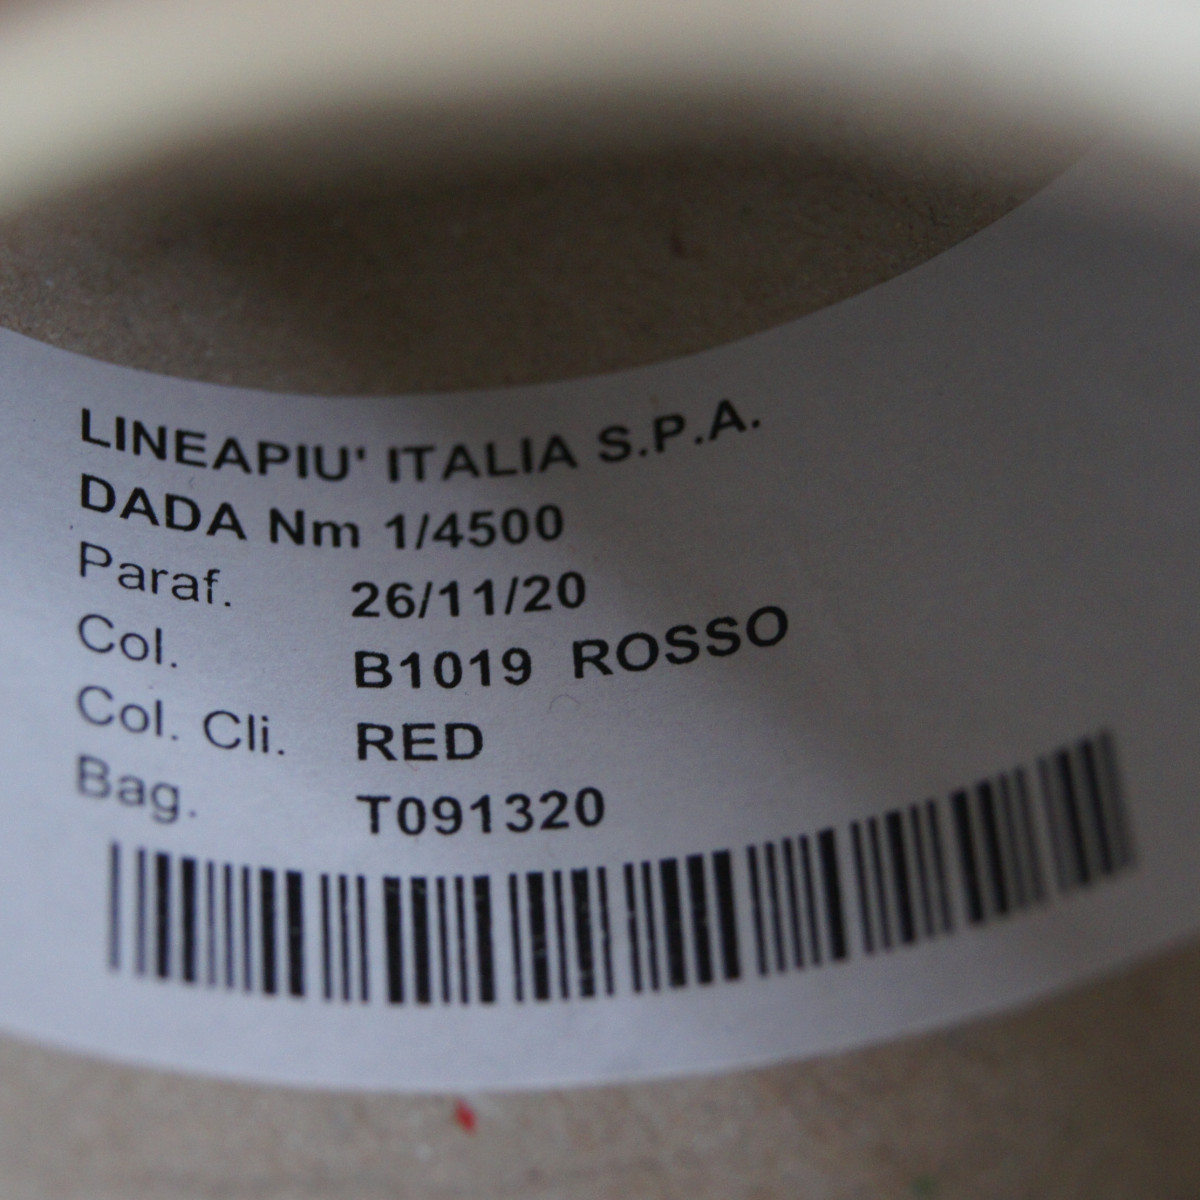 LINEAPIU' ITALIA S.P.A.
DADA Nm 1/4500
Paraf. 26/11/20
Col. B1019 ROSSO
Col. Cli. RED
Bag. T091320